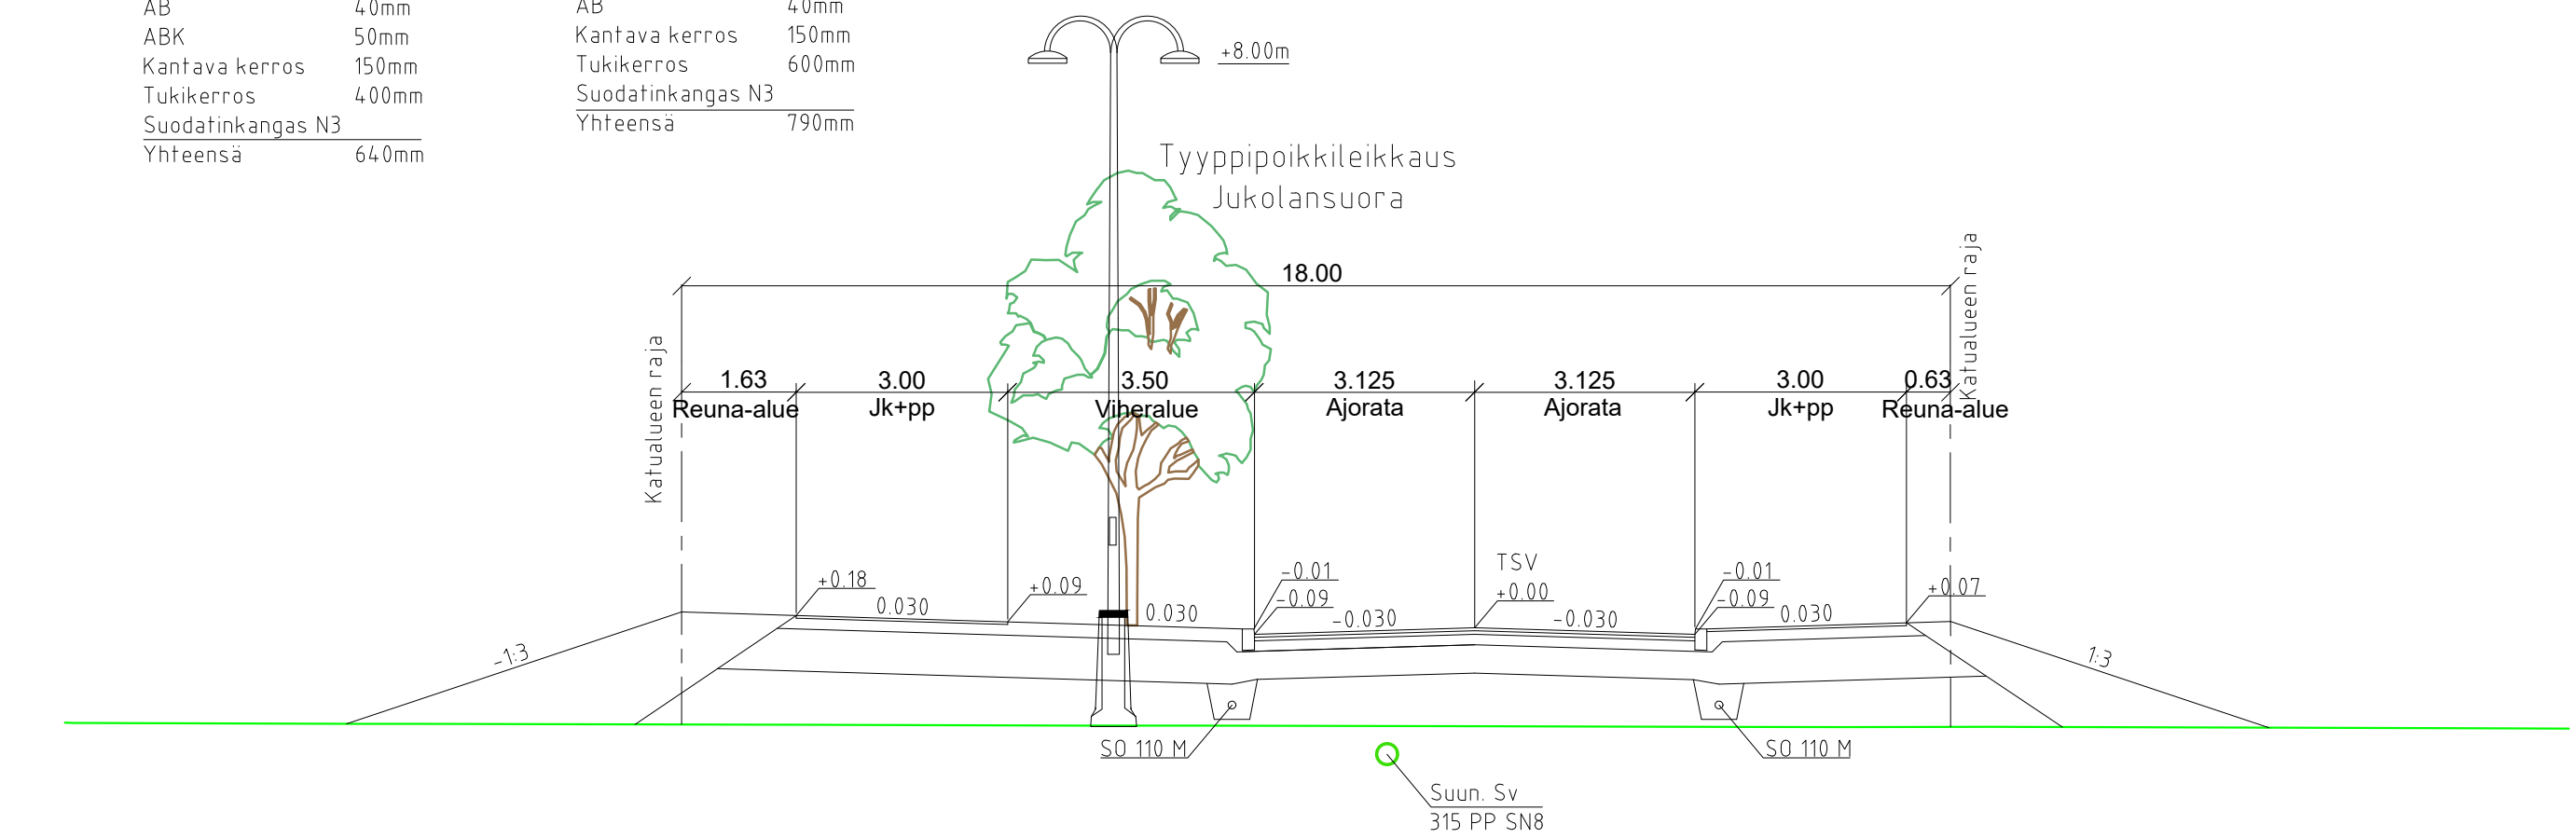 AB 40mm
ABK 50mm
Kantava kerros 150mm
Tukikerros 400mm
Suodatinkangas N3
Yhteensä 640mm
AB 40mm
Kantava kerros 150mm
Tukikerros 600mm
Suodatinkangas N3
Yhteensä 790mm
+8.00m
Tyyppipoikkileikkaus
Jukolansuora
18.00
Katualueen raja
Katualueen raja
1.63 3.00 3.50 3.125 3.125 3.00 0.63
Reuna-alue Jk+pp Viheralue Ajorata Ajorata Jk+pp Reuna-alue
TSV
+0.18 +0.09 -0.01 +0.00 -0.01 +0.07
-0.09 -0.09
0.030 0.030 -0.030 -0.030 0.030
-1:3 1:3
SO 110 M SO 110 M
Suun. Sv
315 PP SN8